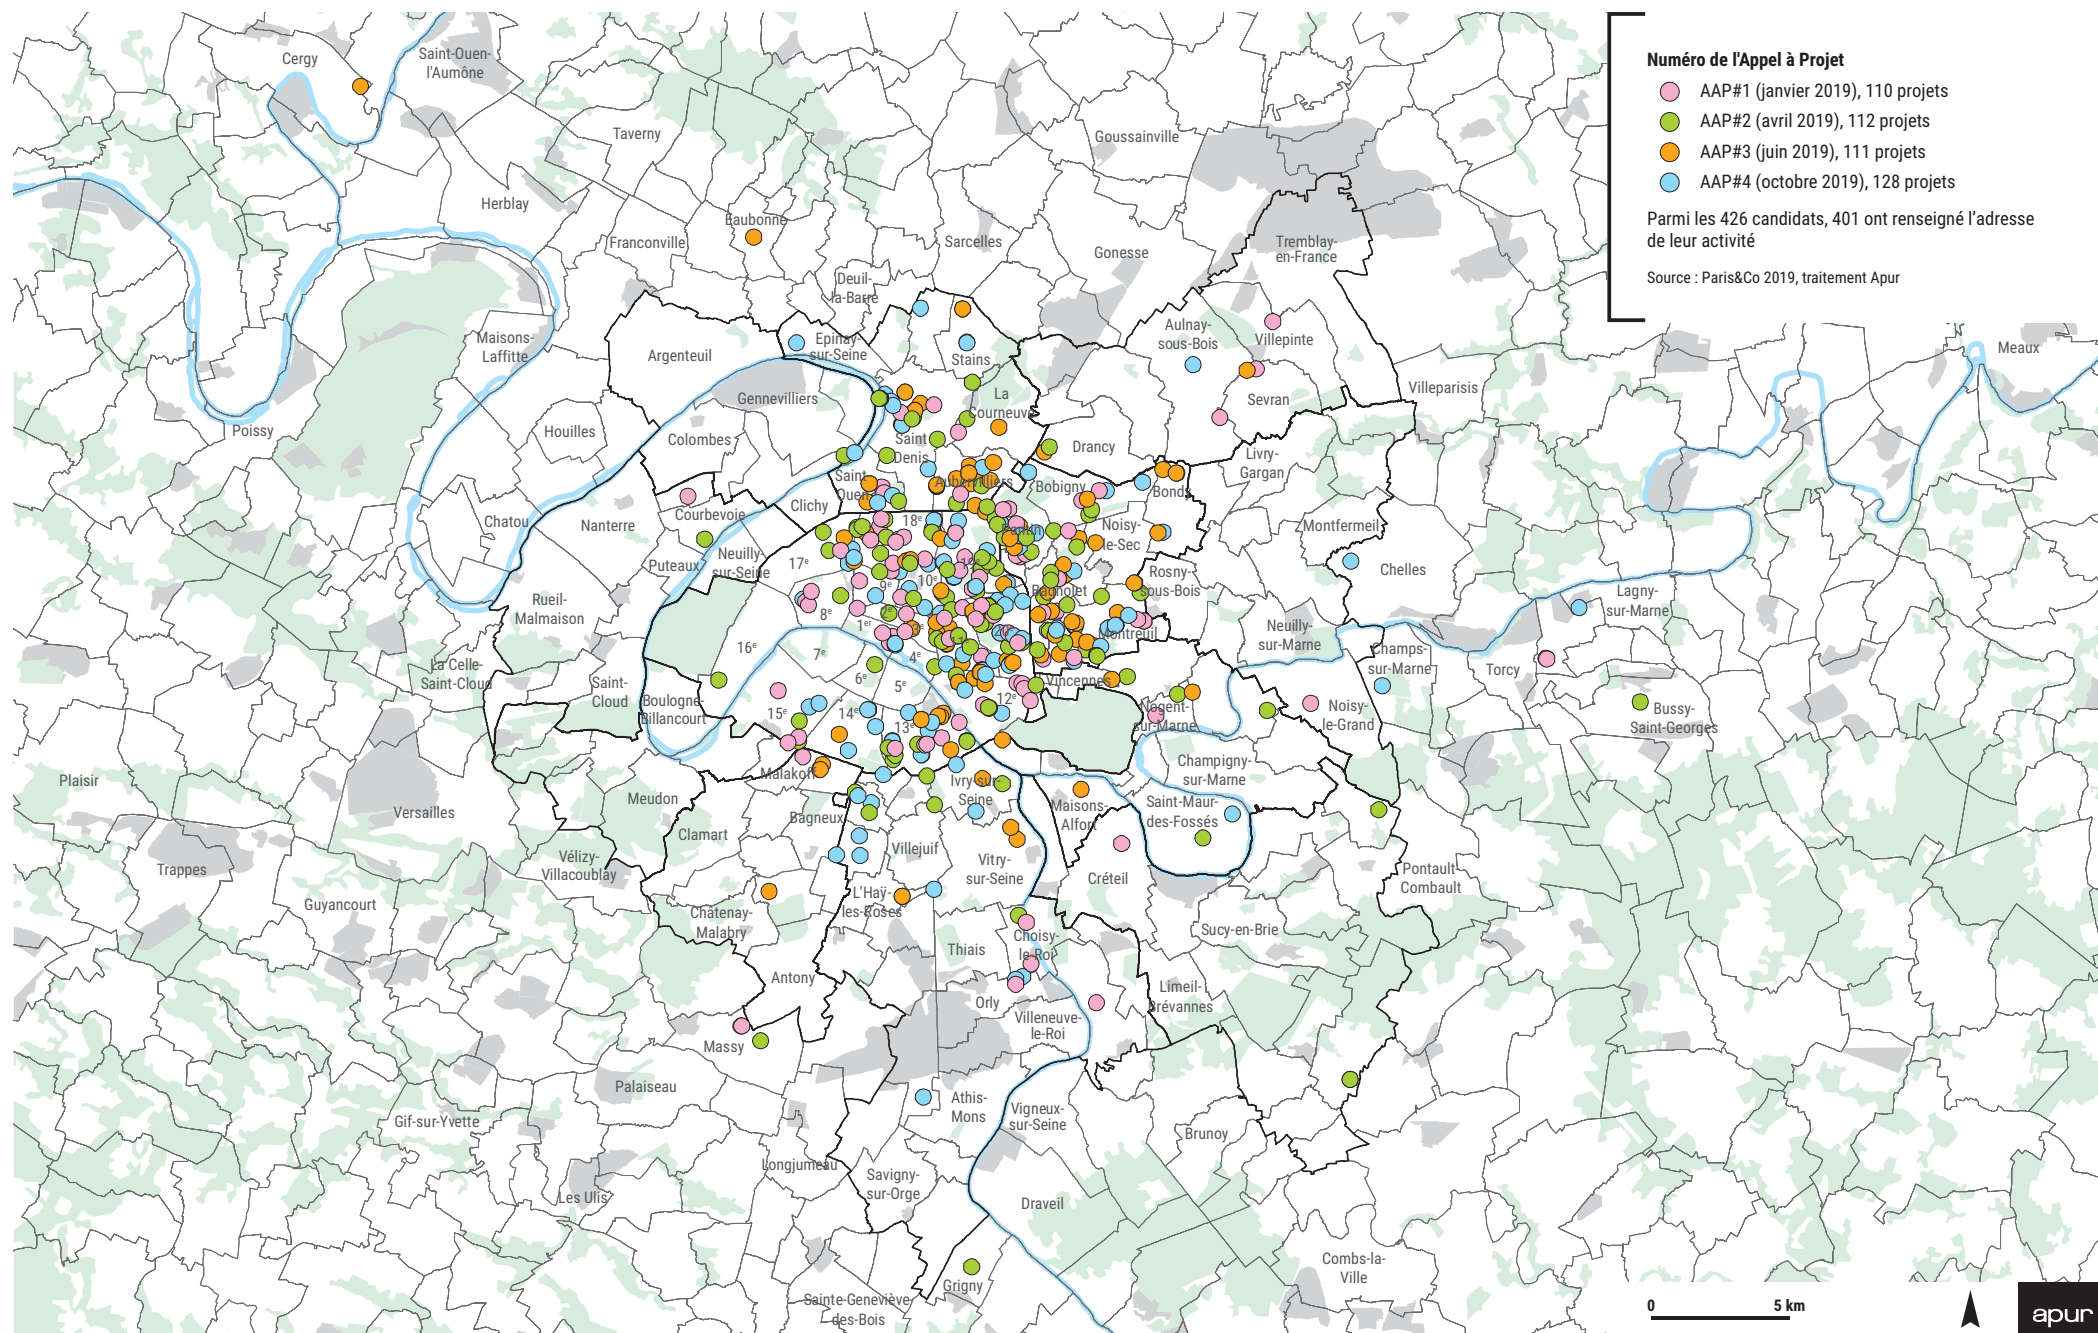 Numéro de l'Appel à Projet
AAP#1 (janvier 2019), 110 projets
AAP#2 (avril 2019), 112 projets
AAP#3 (juin 2019), 111 projets
AAP#4 (octobre 2019), 128 projets
Parmi les 426 candidats, 401 ont renseigné l’adresse
de leur activité
Source : Paris&Co 2019, traitement Apur
Cergy
Saint-Ouen-
l'Aumône
Taverny
Goussainville
Herblay
Eaubonne
Franconville
Sarcelles
Gonesse
Tremblay-
en-France
Deuil-
la-Barre
Maisons-
Laffitte
Argenteuil
Epinay-
sur-Seine
Stains
Aulnay-
sous-Bois
Villepinte
Meaux
Villeparisis
Gennevilliers
La
Courneuve
Sevran
Poissy
Houilles
Colombes
Saint
Denis
Drancy
Livry-
Gargan
Saint
Ouen
Aubervilliers
Bobigny
Bondy
Clichy
Chatou
Nanterre
Courbevoie
18e
Pantin
Noisy-
le-Sec
Montfermeil
Puteaux
Neuilly-
sur-Seine
17e
19e
Chelles
Rosny-
sous-Bois
9e
10e
Bagnolet
Rueil-
Malmaison
8e
2e
1er
3e
11e
20e
Montreuil
Neuilly-
sur-Marne
Lagny-
sur-Marne
La Celle-
Saint-Cloud
16e
7e
4e
Champs-
sur-Marne
Torcy
Saint-
Cloud
Boulogne-
Billancourt
6e
5e
12e
Vincennes
15e
14e
13e
Nogent-
sur-Marne
Noisy-
le-Grand
Bussy-
Saint-Georges
Plaisir
Versailles
Meudon
Malakoff
Ivry-sur-
Seine
Champigny-
sur-Marne
Clamart
Bagneux
Maisons-
Alfort
Saint-Maur-
des-Fossés
Trappes
Vélizy-
Villacoublay
Villejuif
Vitry-
sur-Seine
Créteil
Pontault
Combault
Guyancourt
Châtenay-
Malabry
L'Haÿ-
les-Roses
Sucy-en-Brie
Thiais
Choisy-
le-Roi
Antony
Orly
Limeil-
Brévannes
Massy
Villeneuve-
le-Roi
Palaiseau
Athis-
Mons
Vigneux-
sur-Seine
Gif-sur-Yvette
Brunoy
Longjumeau
Les Ulis
Savigny-
sur-Orge
Draveil
Grigny
Combs-la-
Ville
Sainte-Geneviève
des-Bois
0
5 km
apur